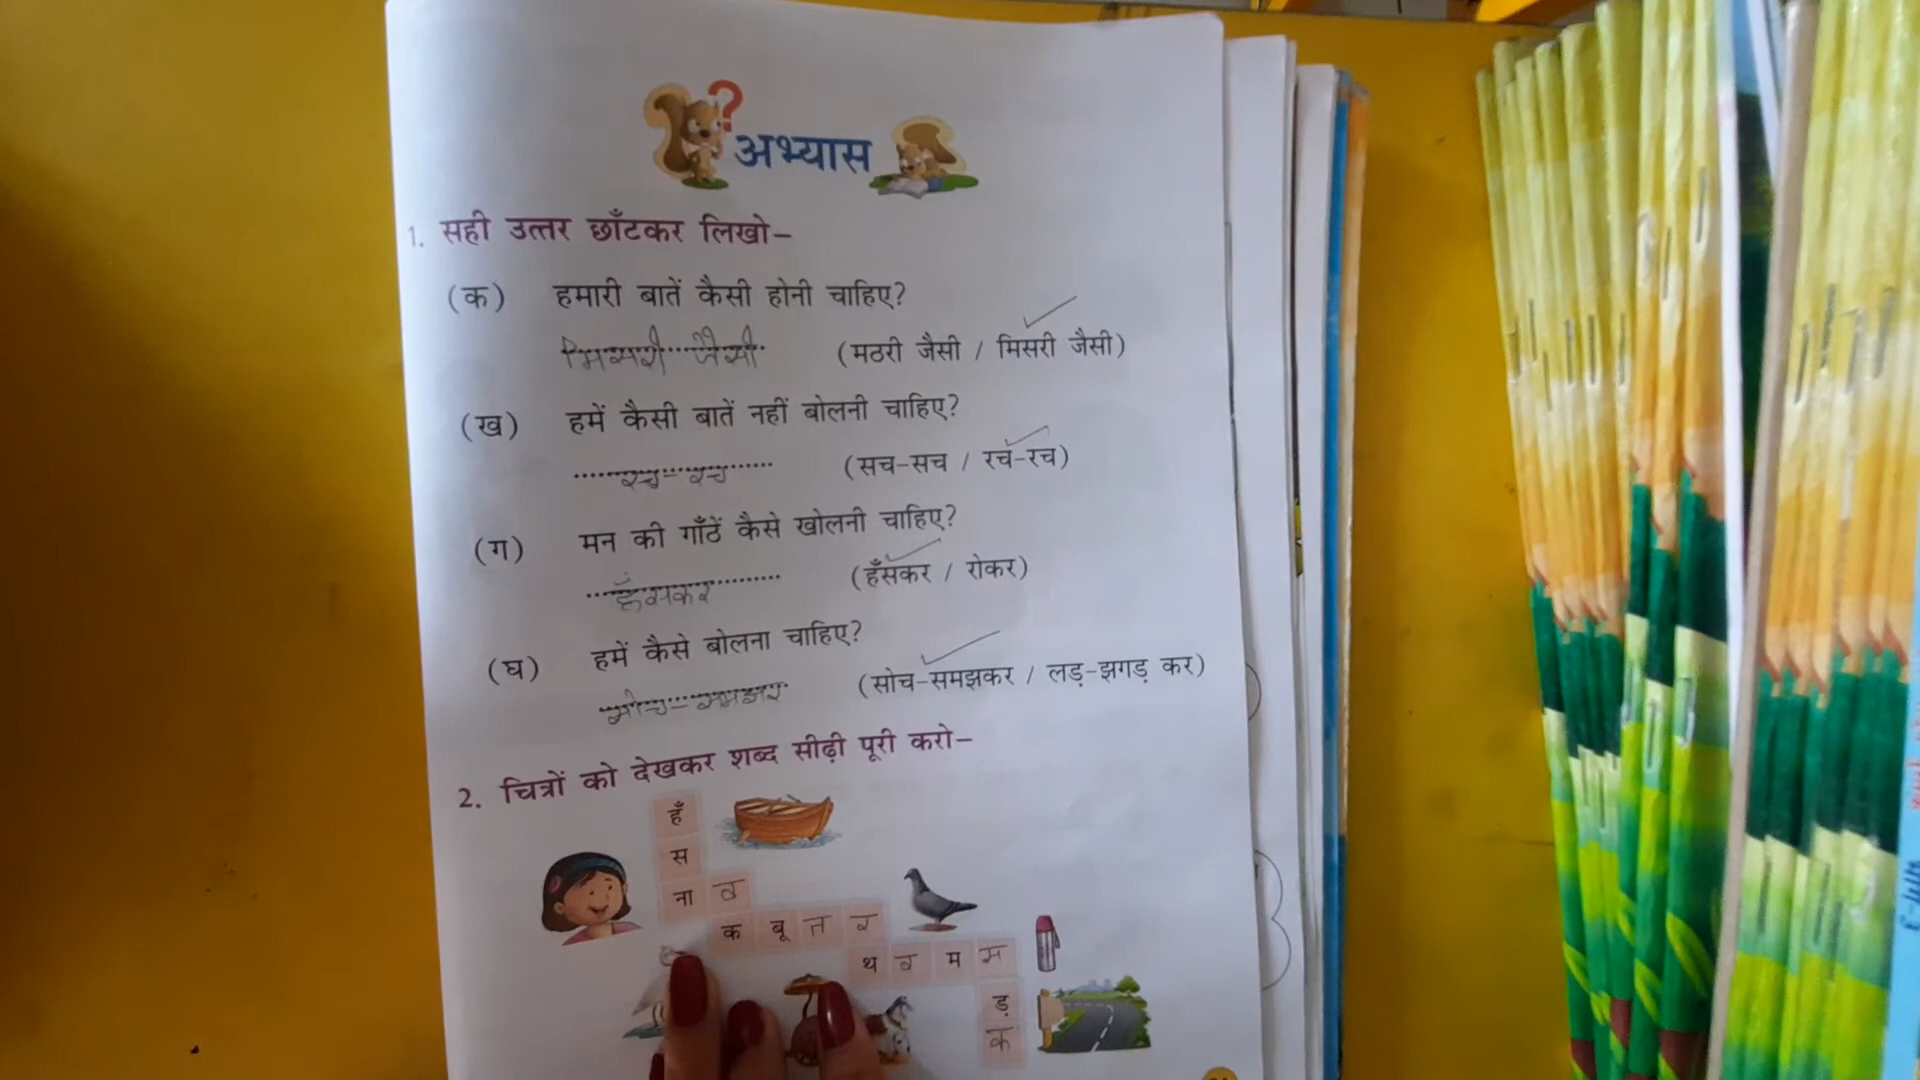 अभ्यास
1. सही उत्तर छाँटकर लिखो–
(क) हमारी बातें कैसी होनी चाहिए?
मिसरी जैसी (मठरी जैसी / मिसरी जैसी)
(ख) हमें कैसी बातें नहीं बोलनी चाहिए?
रच-रच (सच-सच / रच-रच)
(ग) मन की गाँठें कैसे खोलनी चाहिए?
हँसकर (हँसकर / रोकर)
(घ) हमें कैसे बोलना चाहिए?
सोच-समझर (सोच-समझकर / लड़-झगड़ कर)
2. चित्रों को देखकर शब्द सीढ़ी पूरी करो–
हँ
स
ना व
क बू त र
थ र म स
ड़
क